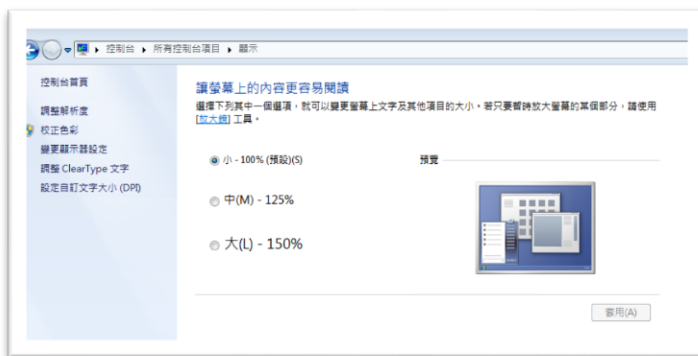 控制台 ▸ 所有控制台項目 ▸ 顯示
控制台首頁
調整解析度
校正色彩
變更顯示器設定
調整 ClearType 文字
設定自訂文字大小 (DPI)
讓螢幕上的內容更容易閱讀
選擇下列其中一個選項，就可以變更螢幕上文字及其他項目的大小。若只要暫時放大螢幕的某個部分，請使用
[放大鏡] 工具。
小 - 100% (預設)(S)
預覽
中(M) - 125%
大(L) - 150%
套用(A)